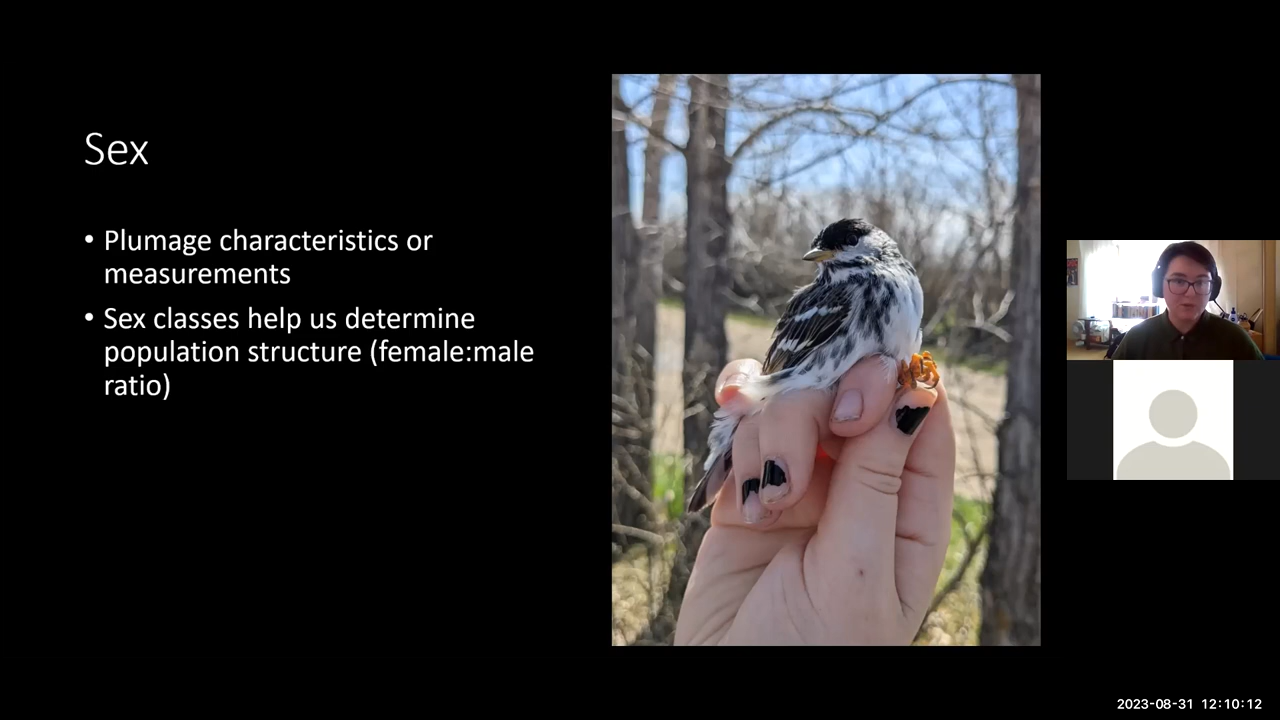 Sex
• Plumage characteristics or
measurements
• Sex classes help us determine
population structure (female:male
ratio)
2023-08-31 12:10:12